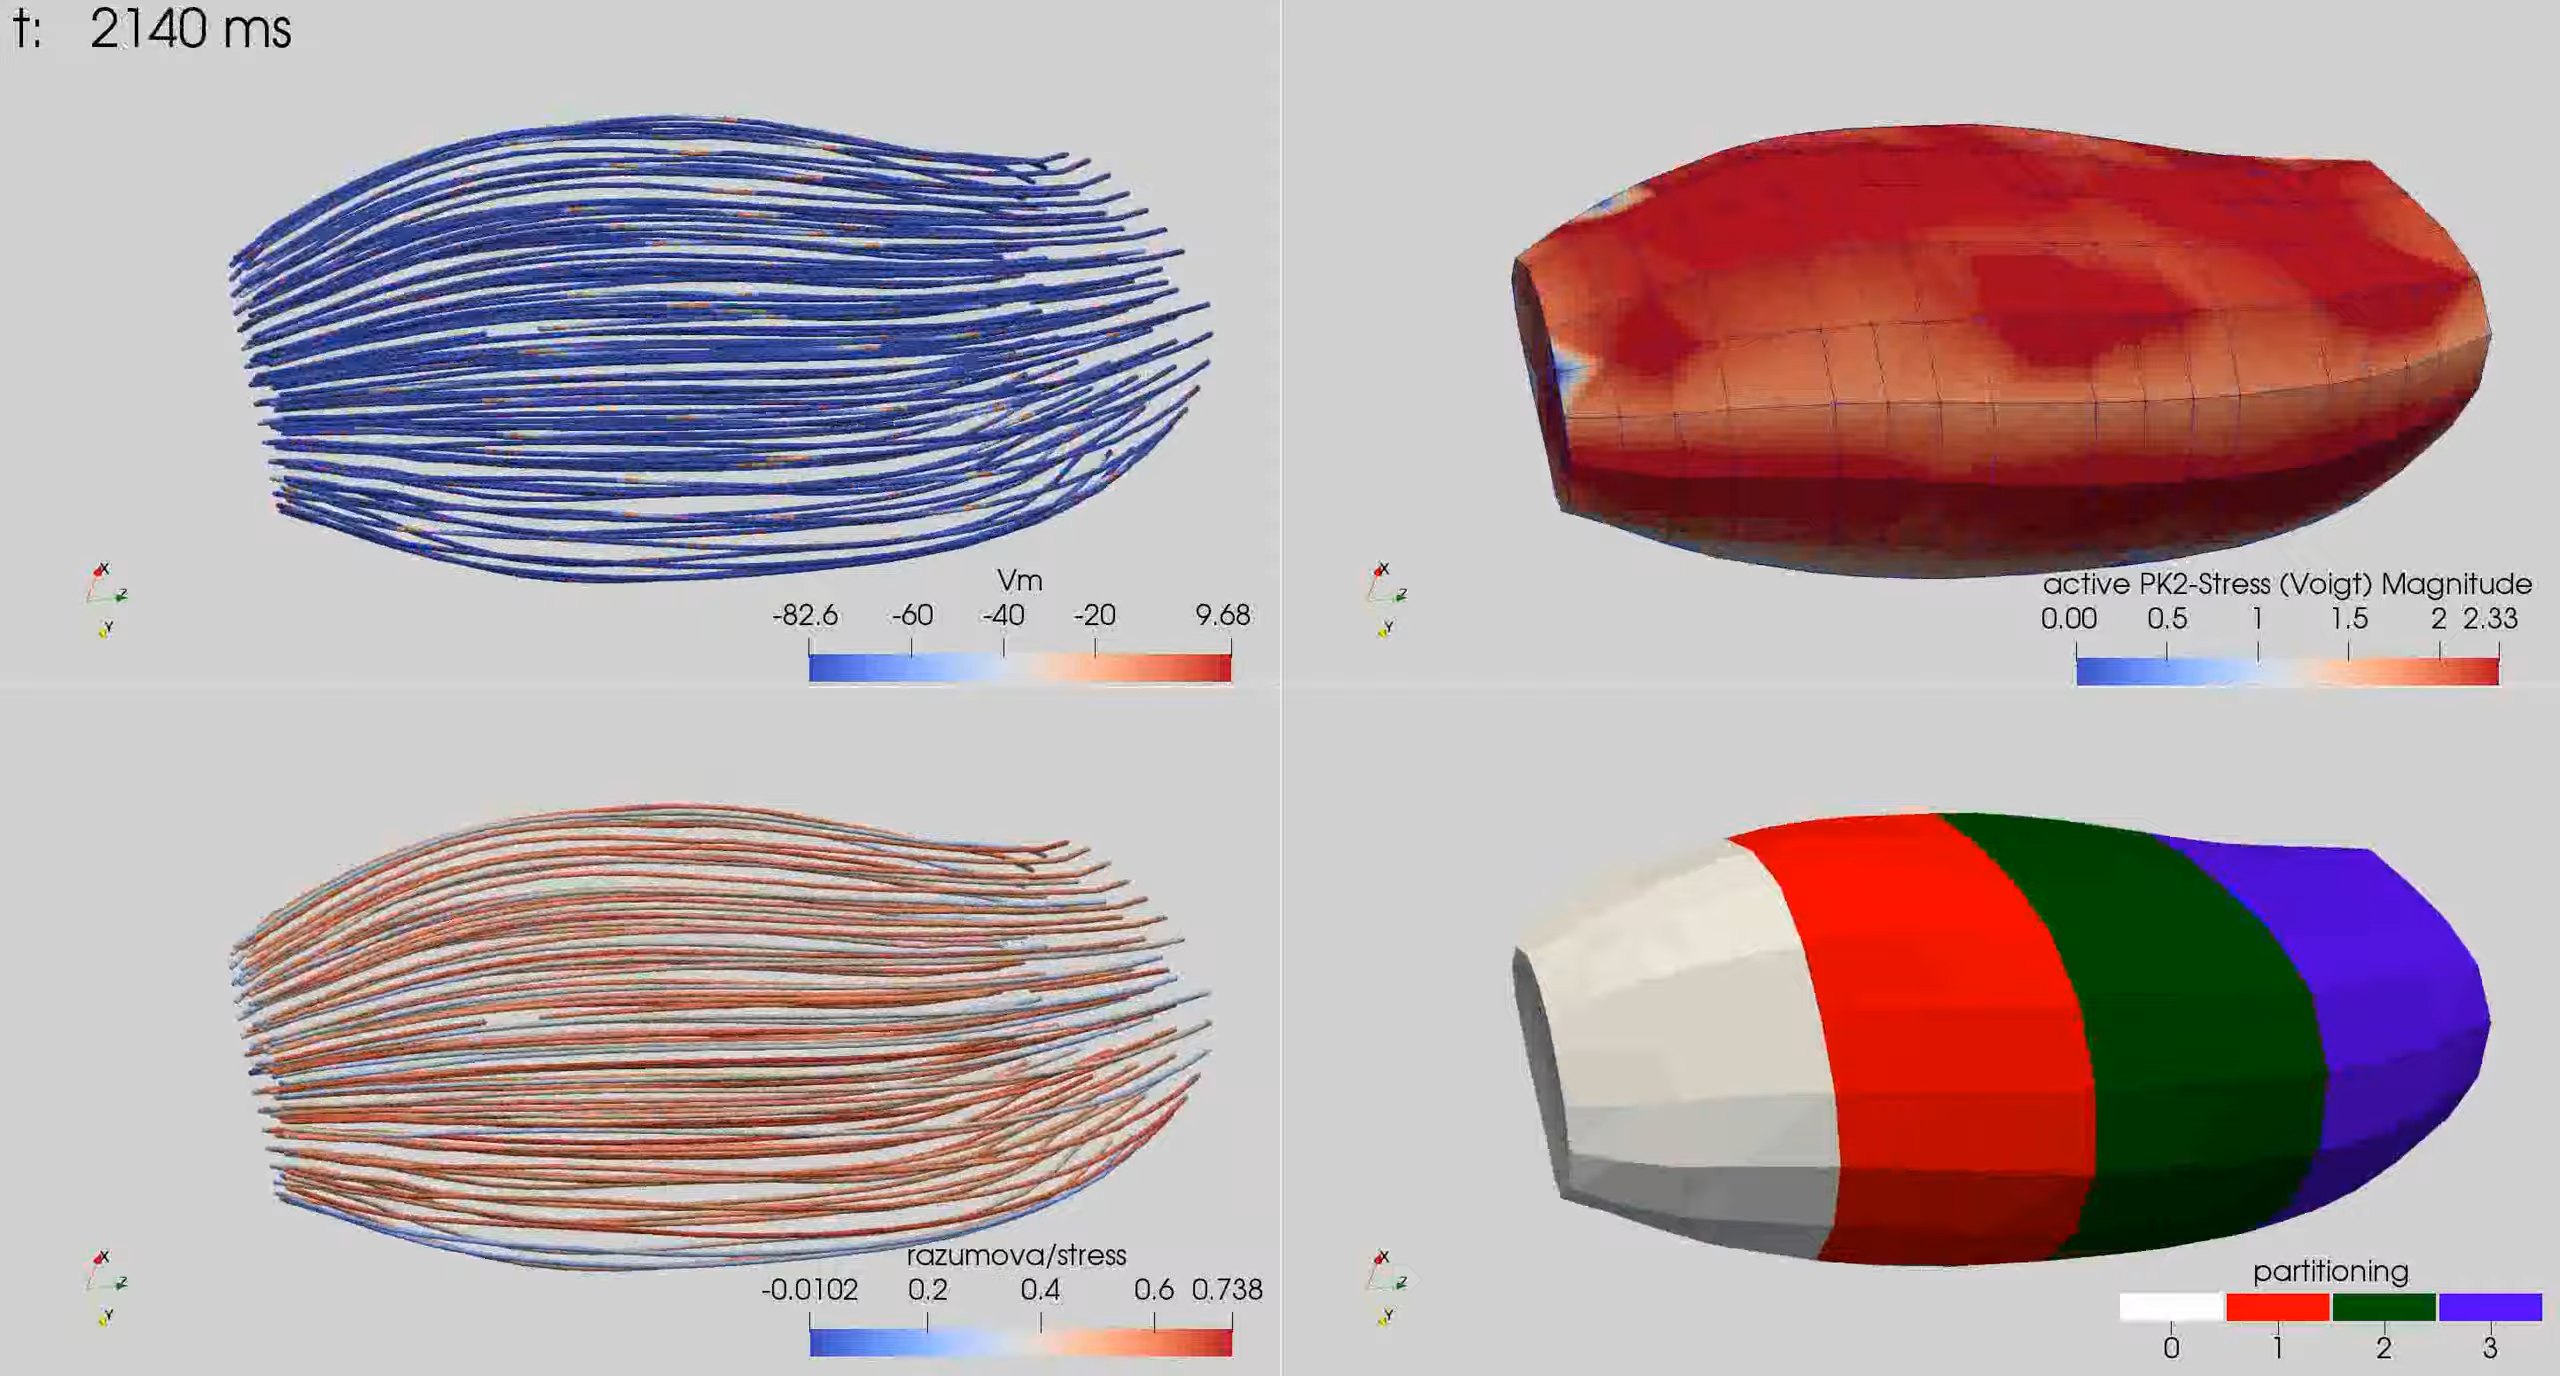 t: 2140 ms
Vm
-82.6 -60 -40 -20 9.68
X
Z
Y
active PK2-Stress (Voigt) Magnitude
0.00 0.5 1 1.5 2 2.33
X
Z
Y
razumova/stress
-0.0102 0.2 0.4 0.6 0.738
X
Z
Y
partitioning
0 1 2 3
X
Z
Y